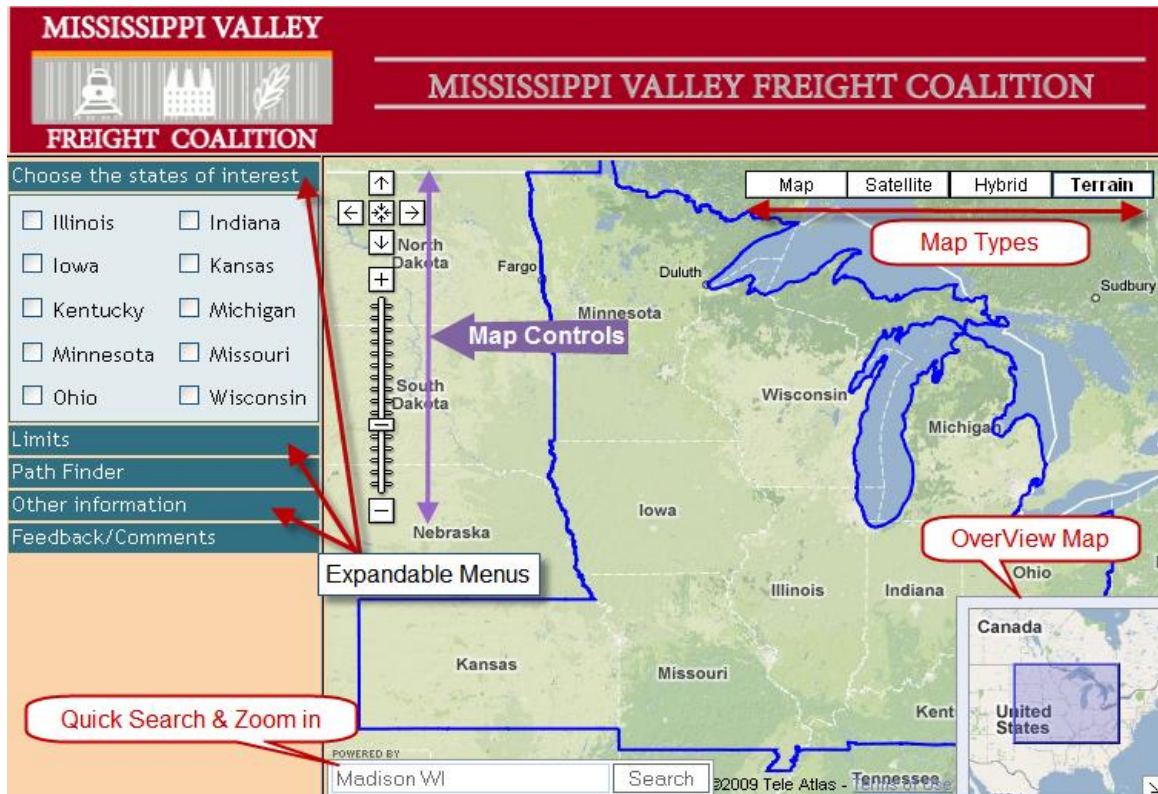 MISSISSIPPI VALLEY
FREIGHT COALITION
MISSISSIPPI VALLEY FREIGHT COALITION
Choose the states of interest
Illinois Indiana
Iowa Kansas
Kentucky Michigan
Minnesota Missouri
Ohio Wisconsin
Limits
Path Finder
Other information
Feedback/Comments
Expandable Menus
Map Satellite Hybrid Terrain
Map Types
Map Controls
North
Dakota
Fargo
Duluth
Sudbury
Minnesota
South
Dakota
Wisconsin
Michigan
Iowa
Nebraska
OverView Map
Ohio
Illinois
Indiana
Kansas
Missouri
Kent
Canada
United
States
Quick Search & Zoom in
POWERED BY
Madison WI Search
©2009 Tele Atlas - Terms of Use
Tennessee